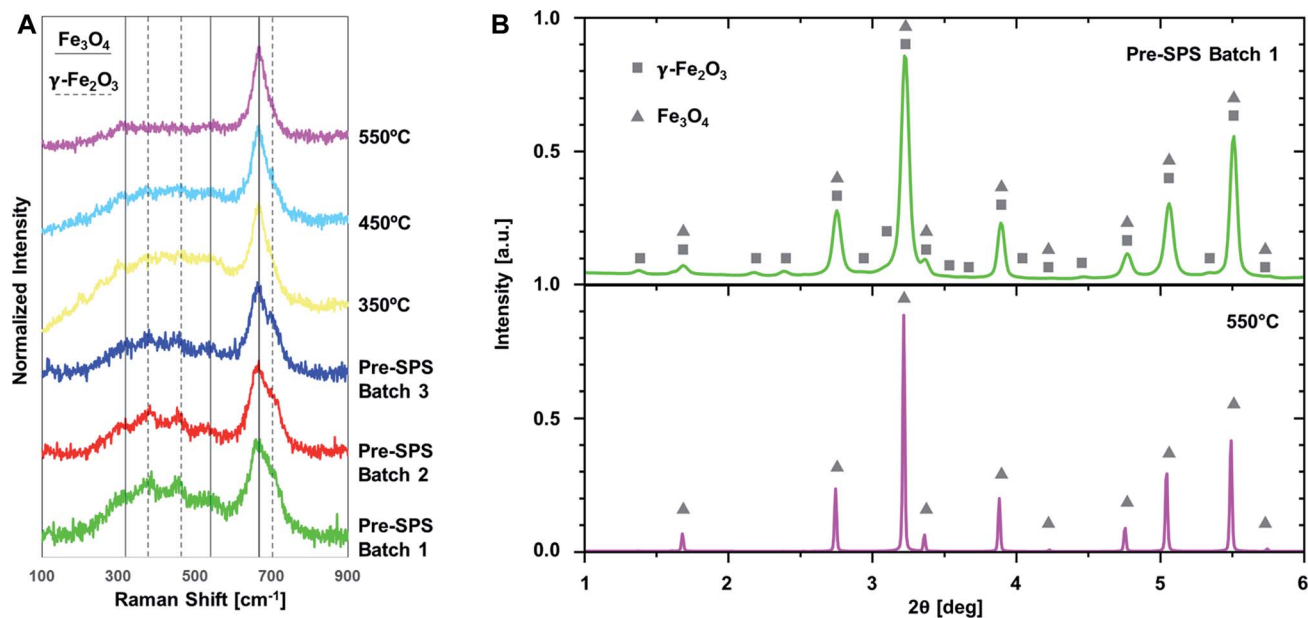 A
Fe₃O₄
γ-Fe₂O₃
550ºC
450ºC
350ºC
Pre-SPS
Batch 3
Pre-SPS
Batch 2
Pre-SPS
Batch 1
Normalized Intensity
100 300 500 700 900
Raman Shift [cm⁻¹]
B
1.0
Pre-SPS Batch 1
γ-Fe₂O₃
Fe₃O₄
0.5
1.0
550°C
0.5
0.0
Intensity [a.u.]
1 2 3 4 5 6
2θ [deg]